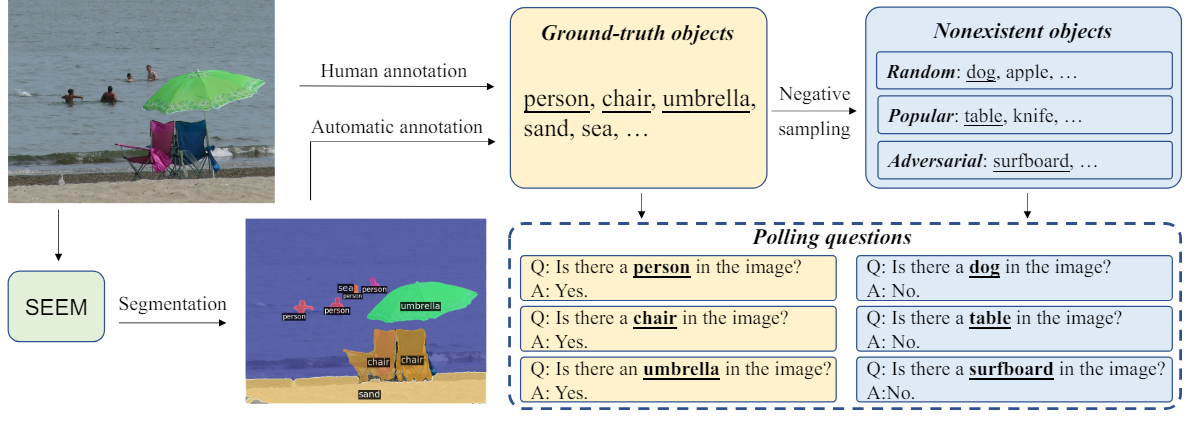 Human annotation
Automatic annotation
Ground-truth objects
person, chair, umbrella,
sand, sea, …
Negative
sampling
Nonexistent objects
Random: dog, apple, …
Popular: table, knife, …
Adversarial: surfboard, …
SEEM
Segmentation
sea
person
person
person
person
umbrella
chair
chair
sand
Polling questions
Q: Is there a person in the image?
A: Yes.
Q: Is there a chair in the image?
A: Yes.
Q: Is there an umbrella in the image?
A: Yes.
Q: Is there a dog in the image?
A: No.
Q: Is there a table in the image?
A: No.
Q: Is there a surfboard in the image?
A:No.